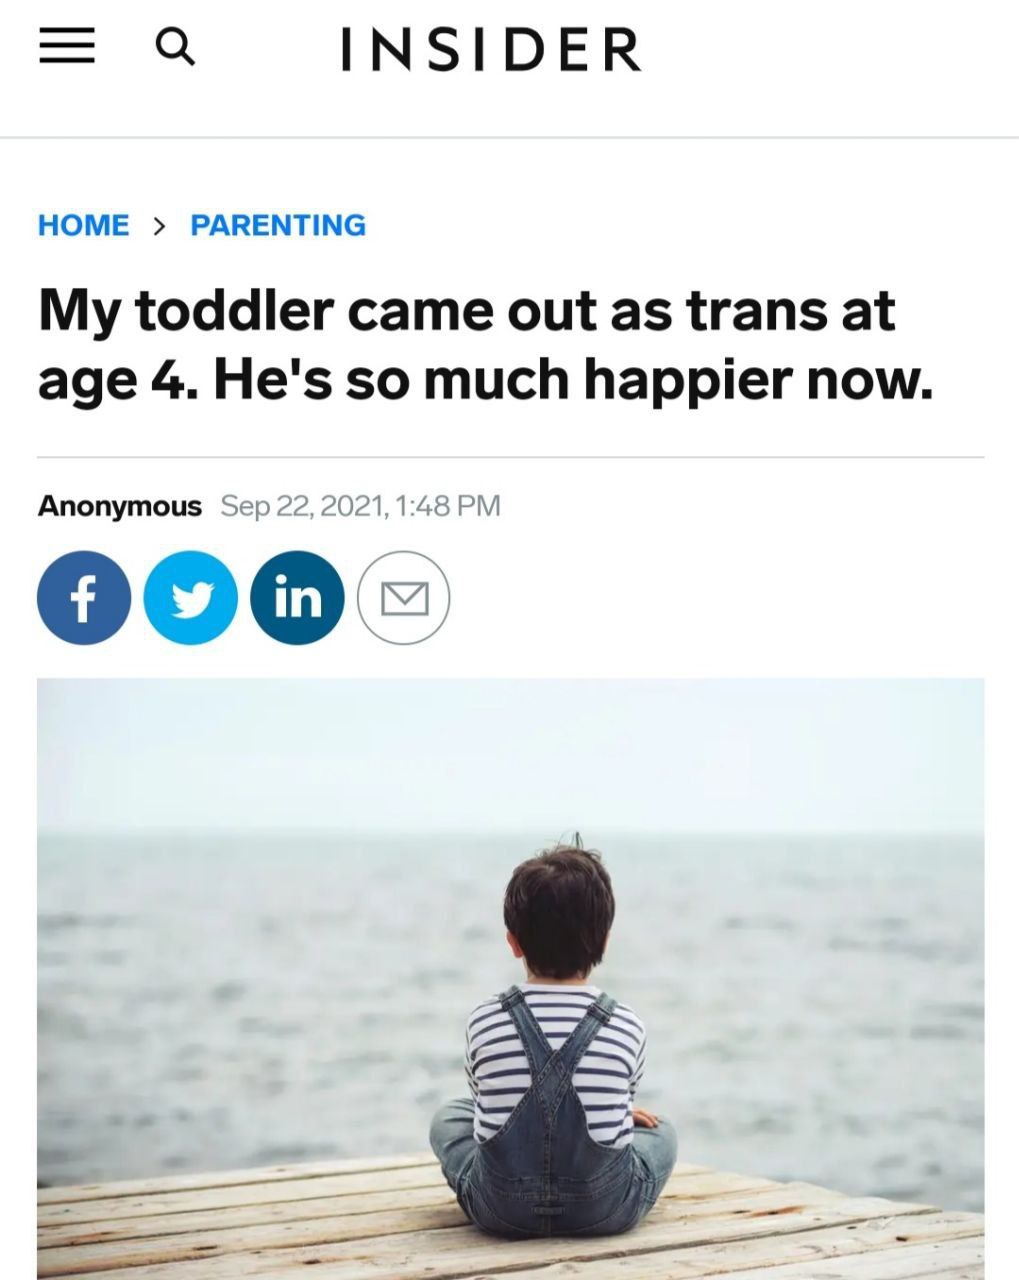 INSIDER
HOME > PARENTING
My toddler came out as trans at
age 4. He's so much happier now.
Anonymous Sep 22, 2021, 1:48 PM
f in